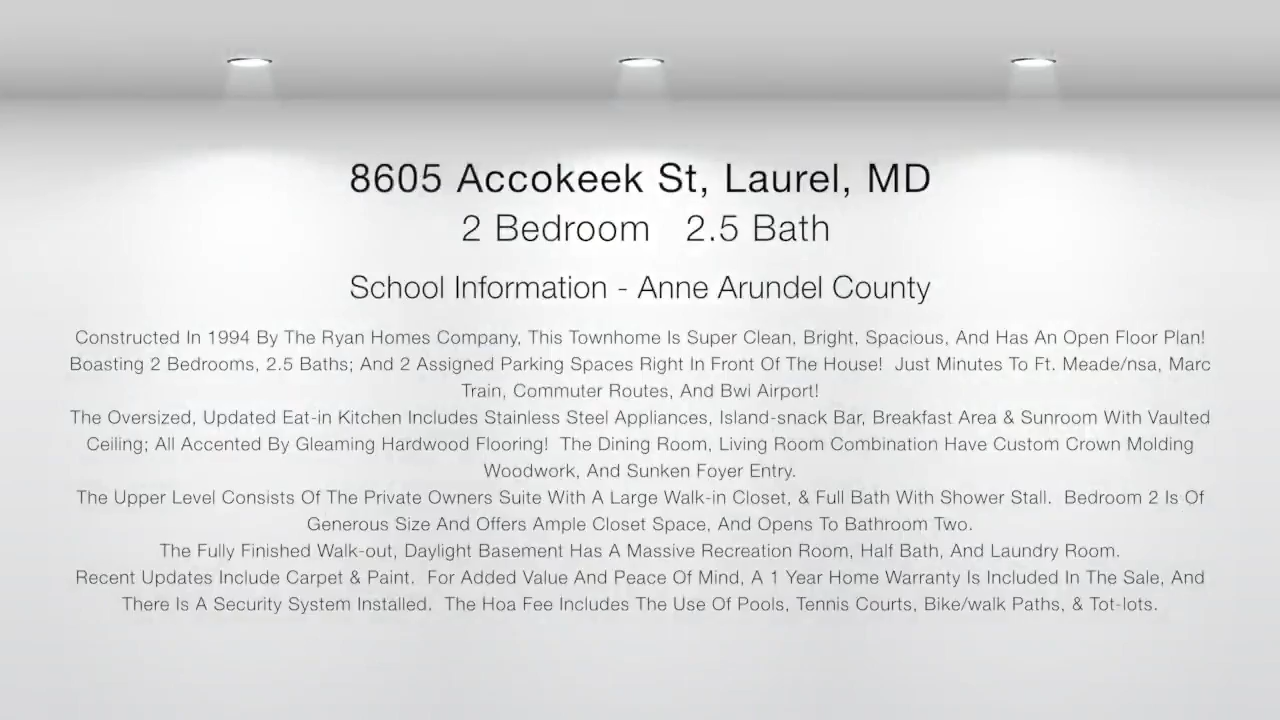 8605 Accokeek St, Laurel, MD
2 Bedroom 2.5 Bath
School Information - Anne Arundel County
Constructed In 1994 By The Ryan Homes Company, This Townhome Is Super Clean, Bright, Spacious, And Has An Open Floor Plan!
Boasting 2 Bedrooms, 2.5 Baths; And 2 Assigned Parking Spaces Right In Front Of The House! Just Minutes To Ft. Meade/nsa, Marc
Train, Commuter Routes, And Bwi Airport!
The Oversized, Updated Eat-in Kitchen Includes Stainless Steel Appliances, Island-snack Bar, Breakfast Area & Sunroom With Vaulted
Ceiling; All Accented By Gleaming Hardwood Flooring! The Dining Room, Living Room Combination Have Custom Crown Molding
Woodwork, And Sunken Foyer Entry.
The Upper Level Consists Of The Private Owners Suite With A Large Walk-in Closet, & Full Bath With Shower Stall. Bedroom 2 Is Of
Generous Size And Offers Ample Closet Space, And Opens To Bathroom Two.
The Fully Finished Walk-out, Daylight Basement Has A Massive Recreation Room, Half Bath, And Laundry Room.
Recent Updates Include Carpet & Paint. For Added Value And Peace Of Mind, A 1 Year Home Warranty Is Included In The Sale, And
There Is A Security System Installed. The Hoa Fee Includes The Use Of Pools, Tennis Courts, Bike/walk Paths, & Tot-lots.